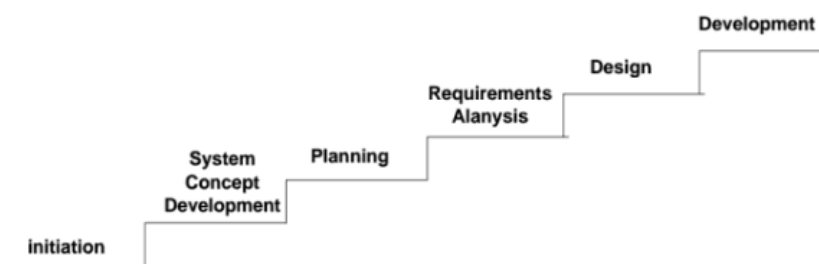 initiation
System
Concept
Development
Planning
Requirements
Alanysis
Design
Development